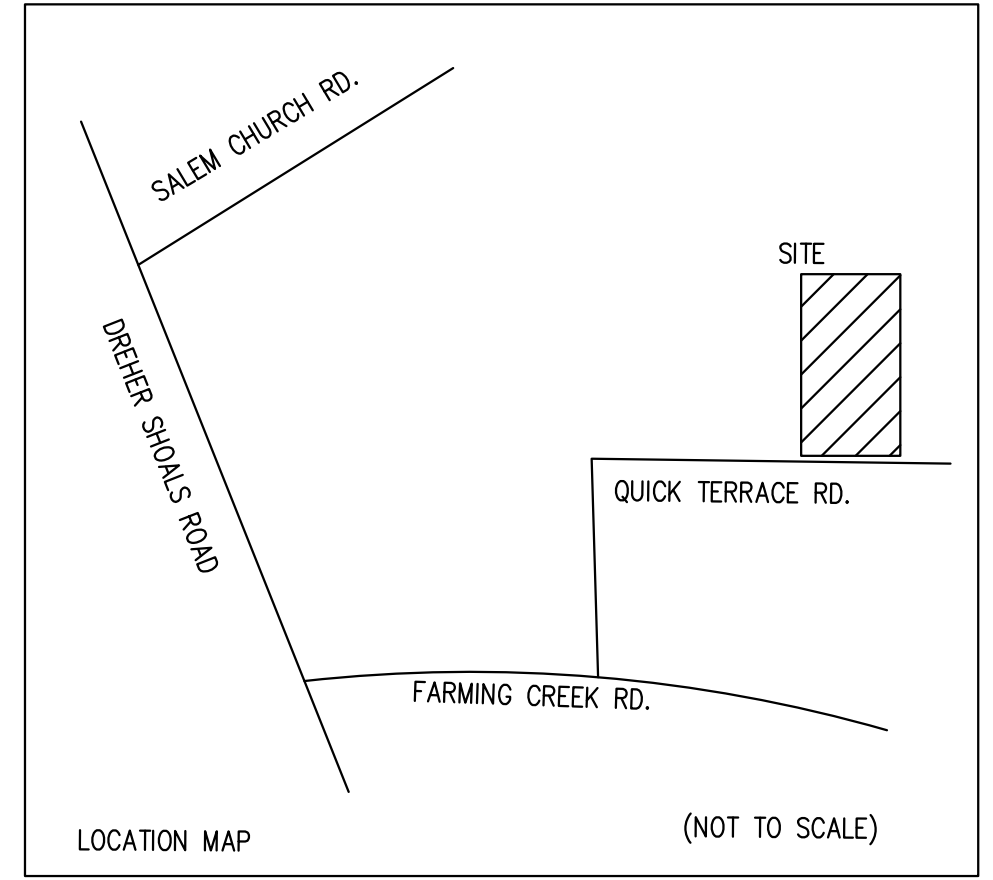 SALEM CHURCH RD.
SITE
DREHER SHOALS ROAD
QUICK TERRACE RD.
FARMING CREEK RD.
(NOT TO SCALE)
LOCATION MAP